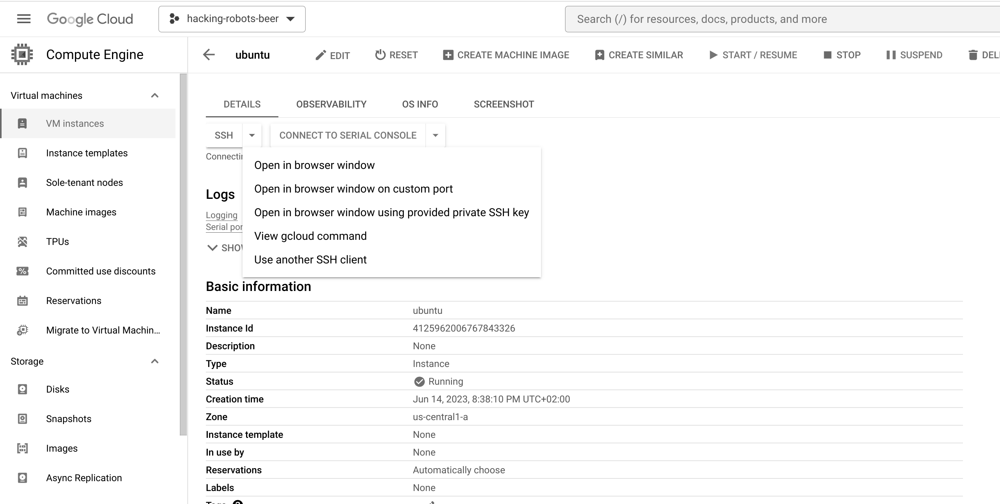 Google Cloud
hacking-robots-beer
Search (/) for resources, docs, products, and more
Compute Engine
ubuntu
EDIT
RESET
CREATE MACHINE IMAGE
CREATE SIMILAR
START / RESUME
STOP
SUSPEND
Virtual machines
VM instances
Instance templates
Sole-tenant nodes
Machine images
TPUs
Committed use discounts
Reservations
Migrate to Virtual Machin...
Storage
Disks
Snapshots
Images
Async Replication
DETAILS
OBSERVABILITY
OS INFO
SCREENSHOT
SSH
CONNECT TO SERIAL CONSOLE
Open in browser window
Open in browser window on custom port
Open in browser window using provided private SSH key
View gcloud command
Use another SSH client
Logs
Logging
Serial
Basic information
Name ubuntu
Instance Id 4125962006767843326
Description None
Type Instance
Status Running
Creation time Jun 14, 2023, 8:38:10 PM UTC+02:00
Zone us-central1-a
Instance template None
In use by None
Reservations Automatically choose
Labels None